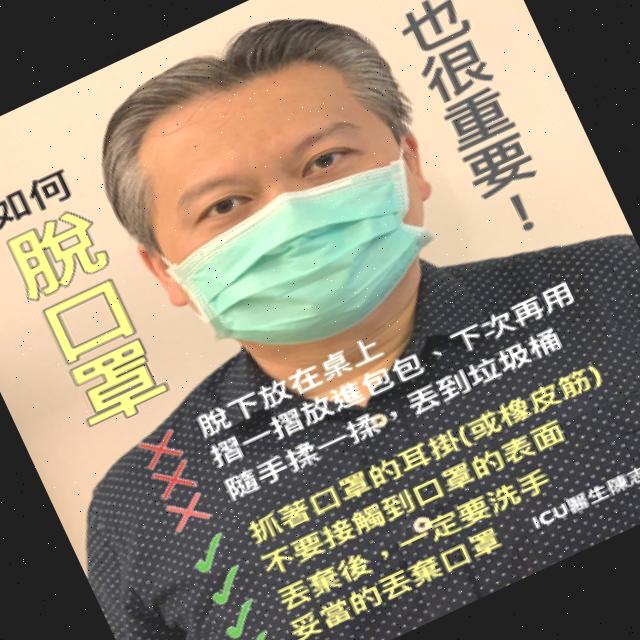 如何
脫口罩
也很重要！
脫下放在桌上
摺一摺放進包包、下次再用
隨手揉一揉，丟到垃圾桶
抓著口罩的耳掛(或橡皮筋)
不要接觸到口罩的表面
丟棄後，一定要洗手
妥當的丟棄口罩
ICU醫生陳志